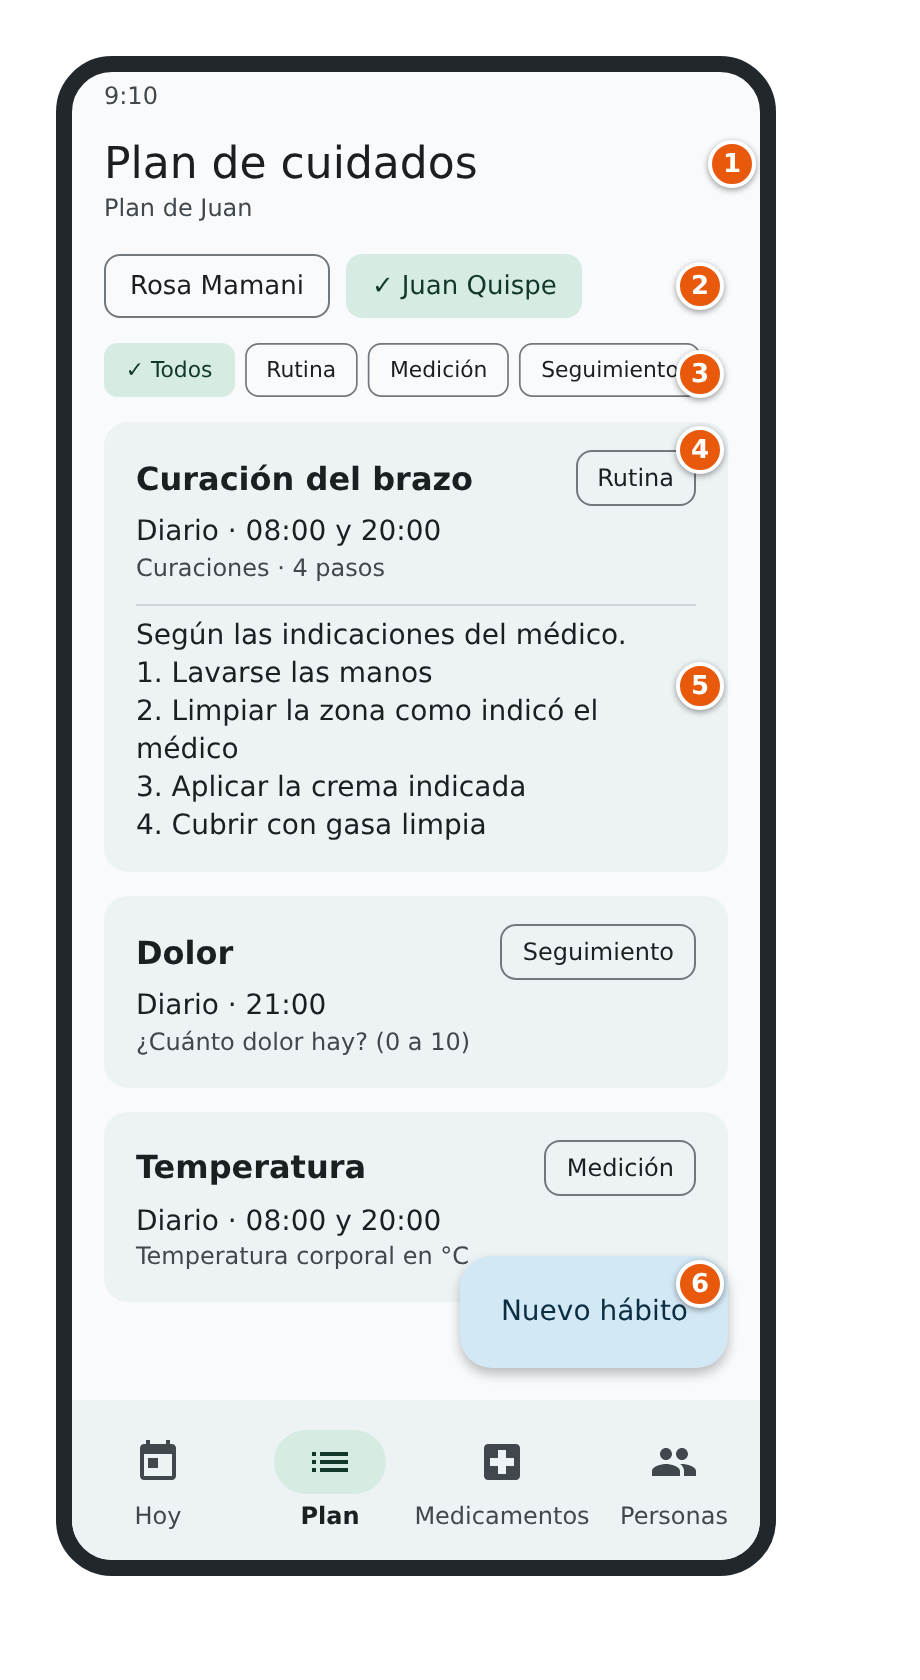 9:10
Plan de cuidados
1
Plan de Juan
Rosa Mamani
✓ Juan Quispe
2
✓ Todos
Rutina
Medición
Seguimiento
3
4
Curación del brazo
Rutina
Diario · 08:00 y 20:00
Curaciones · 4 pasos
Según las indicaciones del médico.
1. Lavarse las manos
5
2. Limpiar la zona como indicó el
médico
3. Aplicar la crema indicada
4. Cubrir con gasa limpia
Dolor
Seguimiento
Diario · 21:00
¿Cuánto dolor hay? (0 a 10)
Temperatura
Medición
Diario · 08:00 y 20:00
Temperatura corporal en °C
6
Nuevo hábito
Hoy
Plan
Medicamentos
Personas